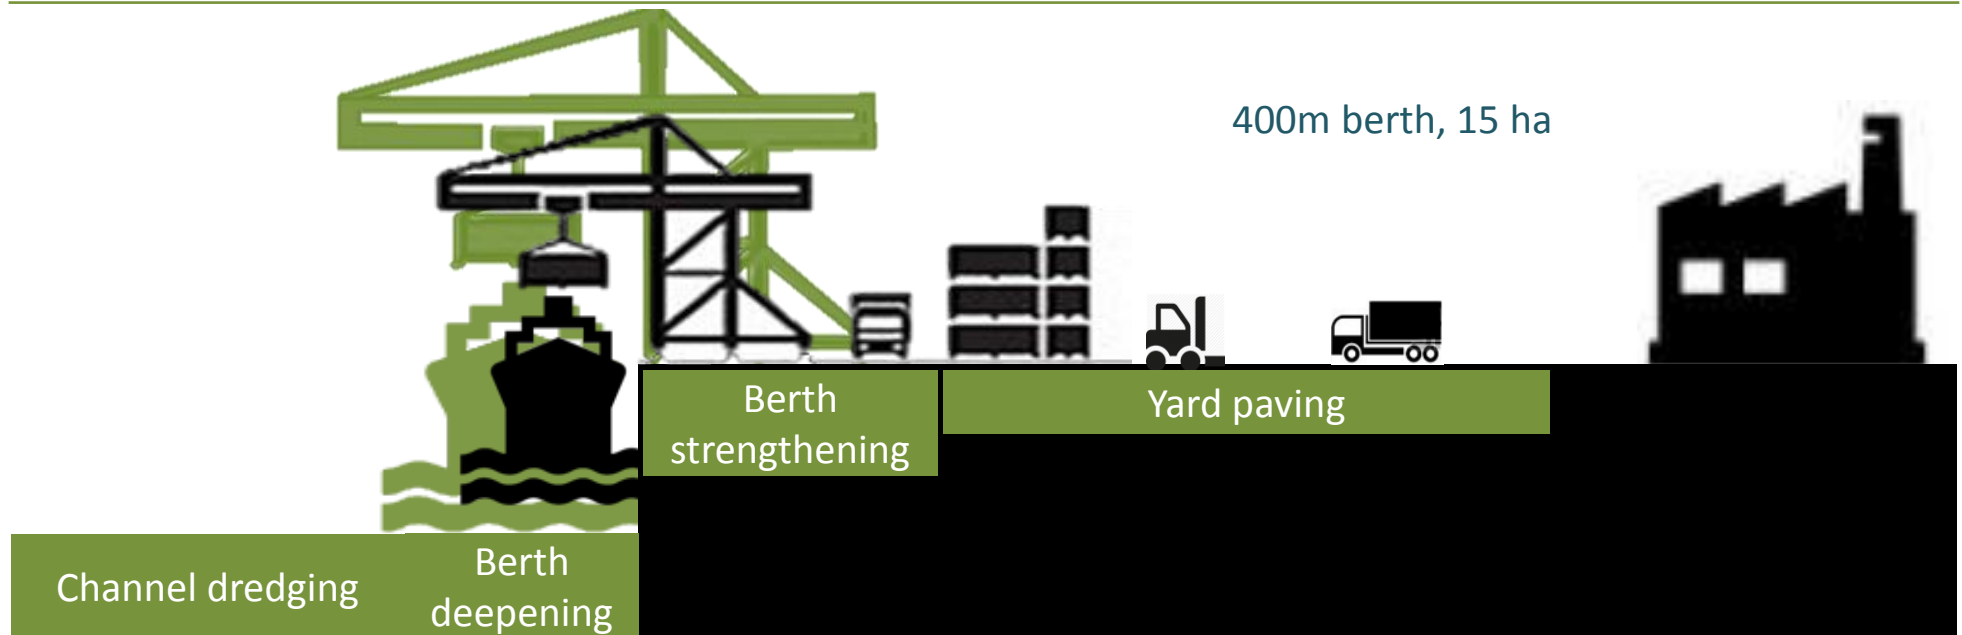 400m berth, 15 ha
Berth
strengthening
Yard paving
Channel dredging
Berth
deepening